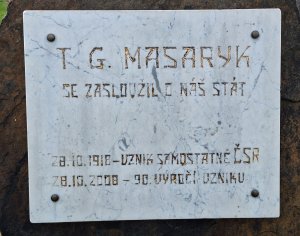 T. G. MASARYK
SE ZASLOUŽIL O NÁŠ STÁT
28.10.1918 - VZNIK SAMOSTATNÉ ČSR
28.10.2008 - 90. VÝROČÍ VZNIKU